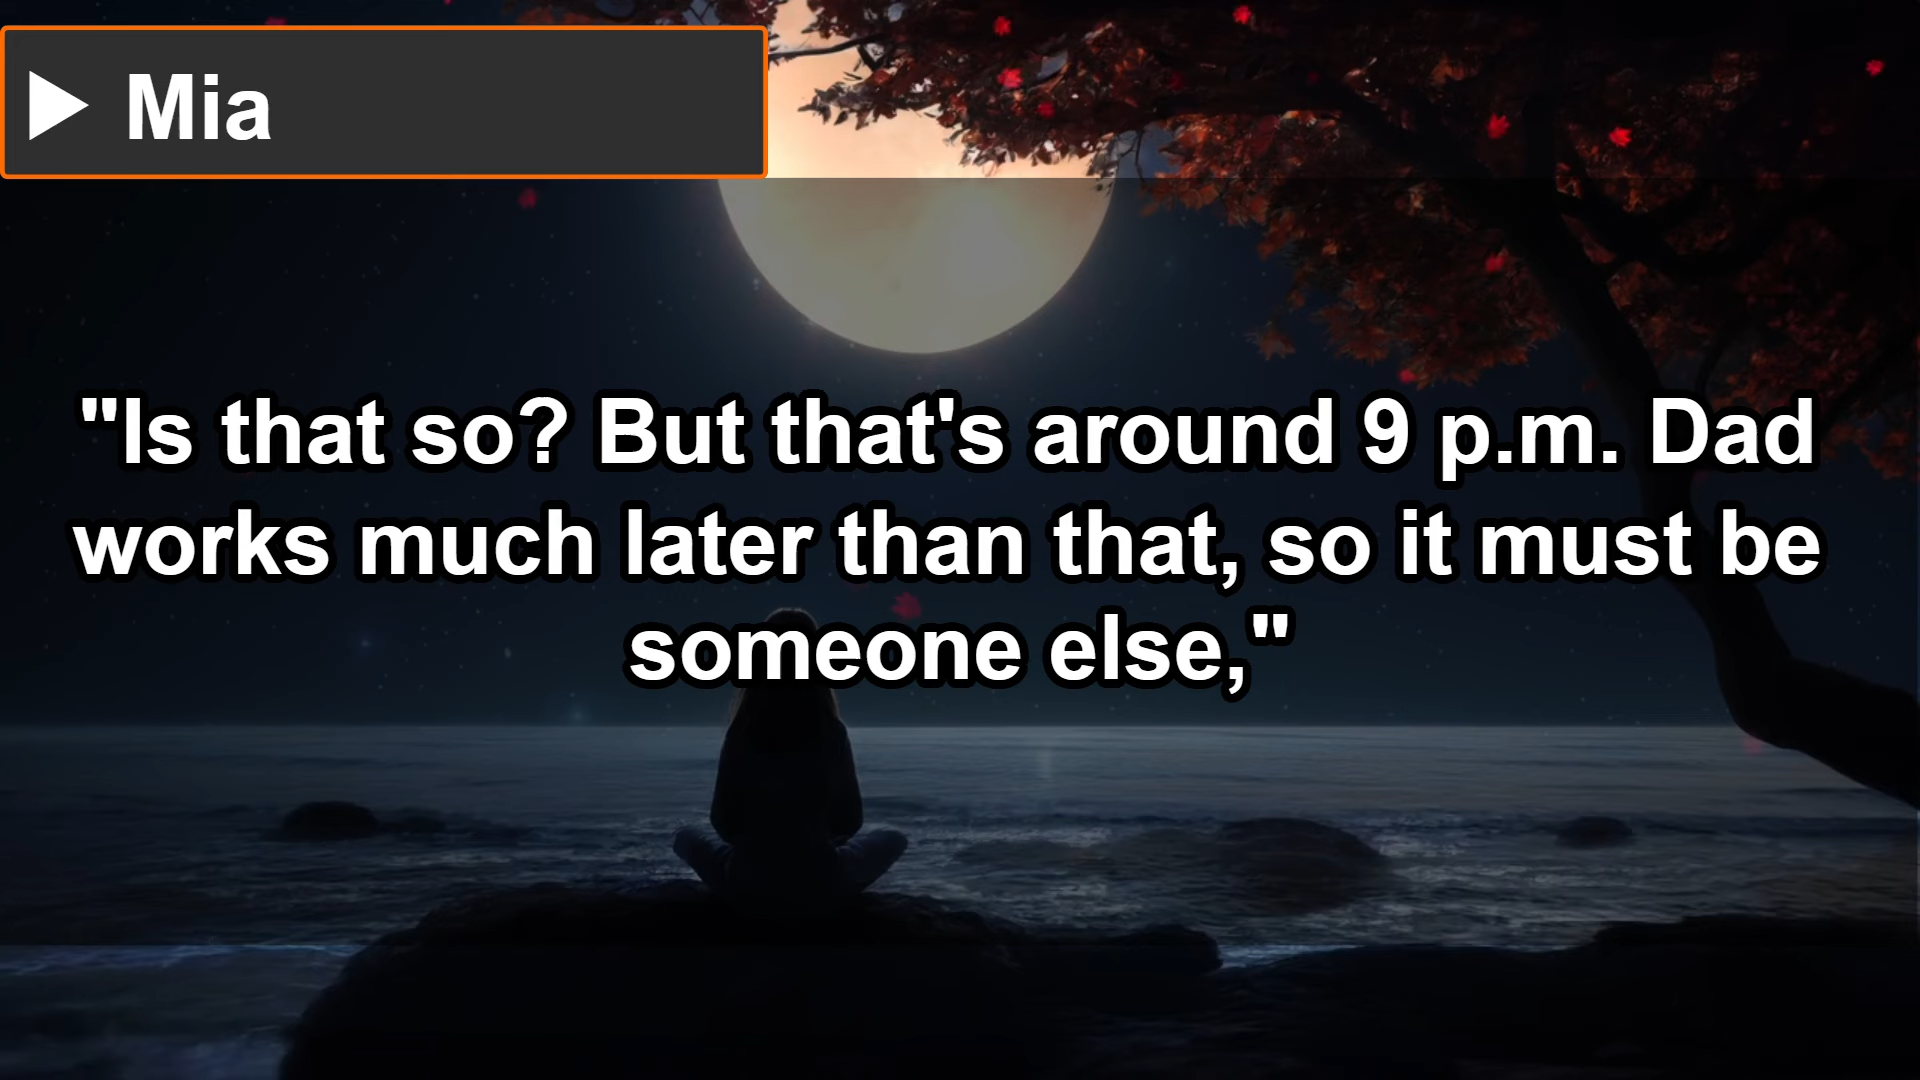 Mia
"Is that so? But that's around 9 p.m. Dad
works much later than that, so it must be
someone else,"